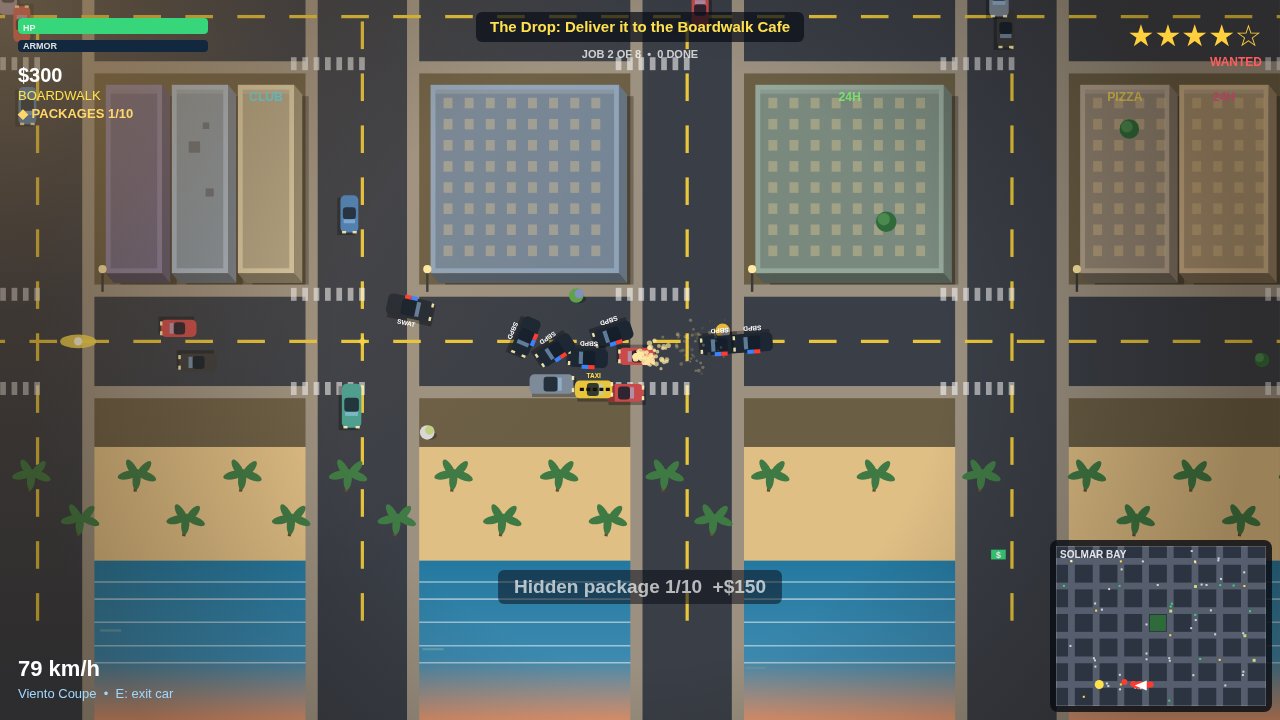 The Drop: Deliver it to the Boardwalk Cafe
JOB 2 OF 8 • 0 DONE
HP
ARMOR
$300
BOARDWALK
◆ PACKAGES 1/10
★★★★☆
WANTED
CLUB
24H
PIZZA
SWAT
SBPD
SBPD
SBPD
SBPD
SBPD
SBPD
TAXI
$
Hidden package 1/10 +$150
SOLMAR BAY
79 km/h
Viento Coupe • E: exit car